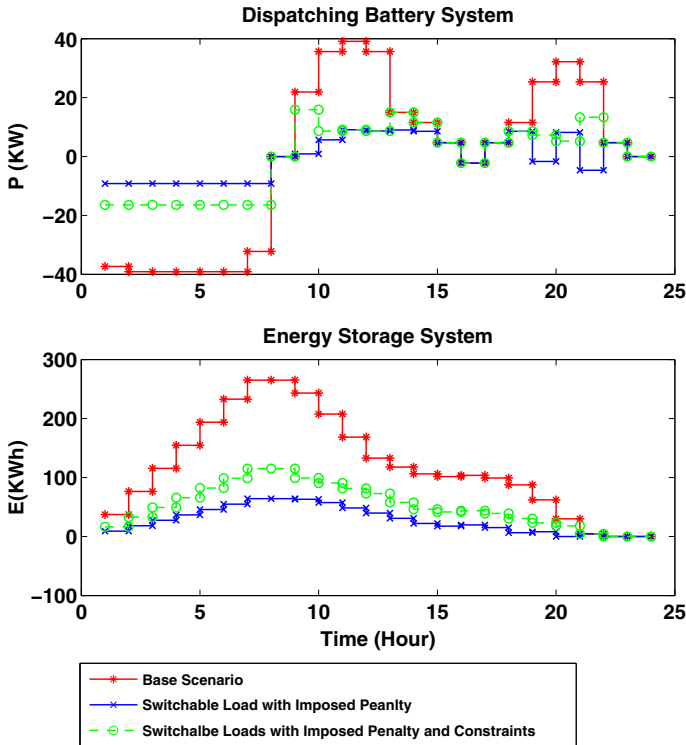 Dispatching Battery System
P (KW)
40
20
0
−20
−40
0 5 10 15 20 25
Energy Storage System
E(KWh)
300
200
100
0
−100
0 5 10 15 20 25
Time (Hour)
Base Scenario
Switchable Load with Imposed Peanlty
Switchalbe Loads with Imposed Penalty and Constraints